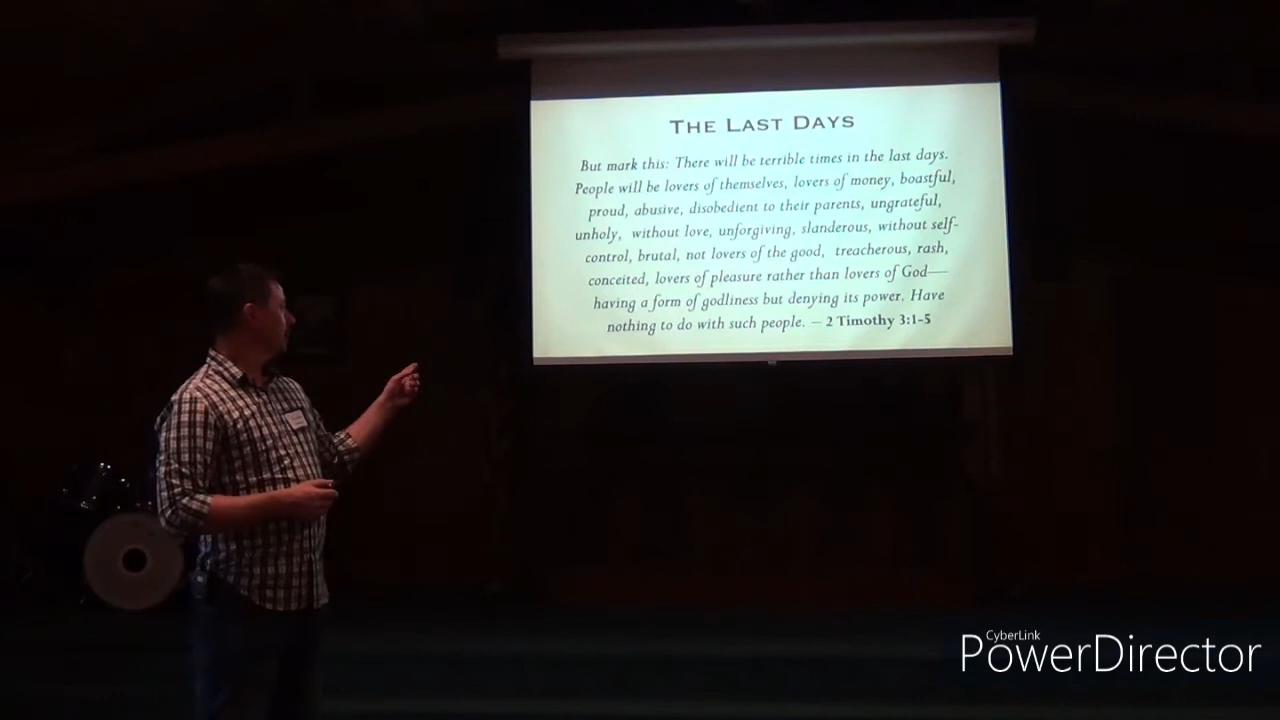 THE LAST DAYS
But mark this: There will be terrible times in the last days.
People will be lovers of themselves, lovers of money, boastful,
proud, abusive, disobedient to their parents, ungrateful,
unholy, without love, unforgiving, slanderous, without self-
control, brutal, not lovers of the good, treacherous, rash,
conceited, lovers of pleasure rather than lovers of God—
having a form of godliness but denying its power. Have
nothing to do with such people. – 2 Timothy 3:1-5
CyberLink
PowerDirector